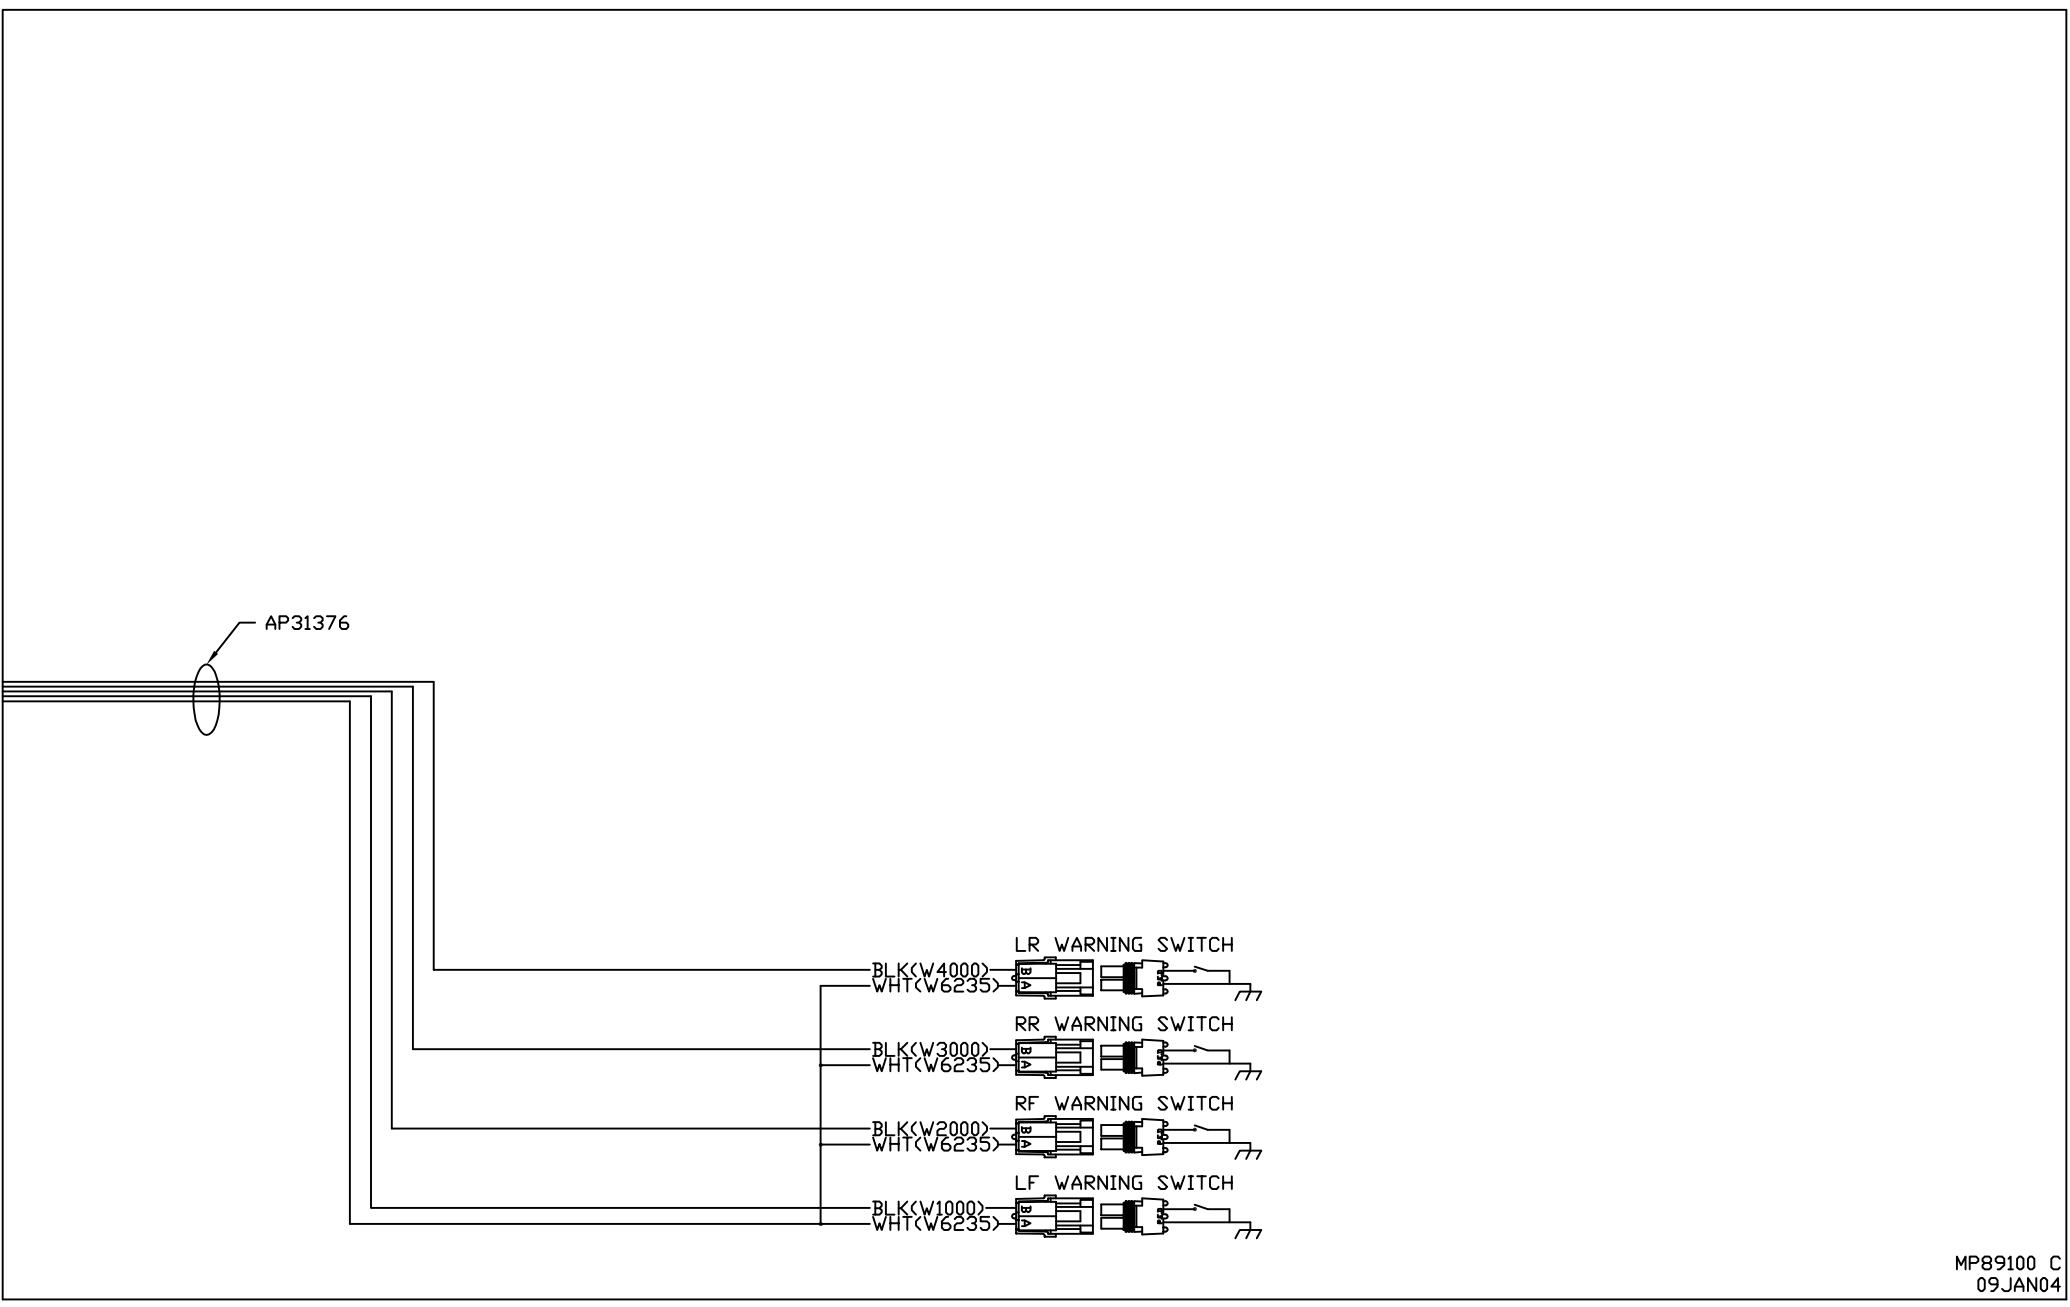 AP31376
LR WARNING SWITCH
BLK(W4000)
WHT(W6235)
B
A
RR WARNING SWITCH
BLK(W3000)
WHT(W6235)
B
A
RF WARNING SWITCH
BLK(W2000)
WHT(W6235)
B
A
LF WARNING SWITCH
BLK(W1000)
WHT(W6235)
B
A
MP89100 C
09JAN04